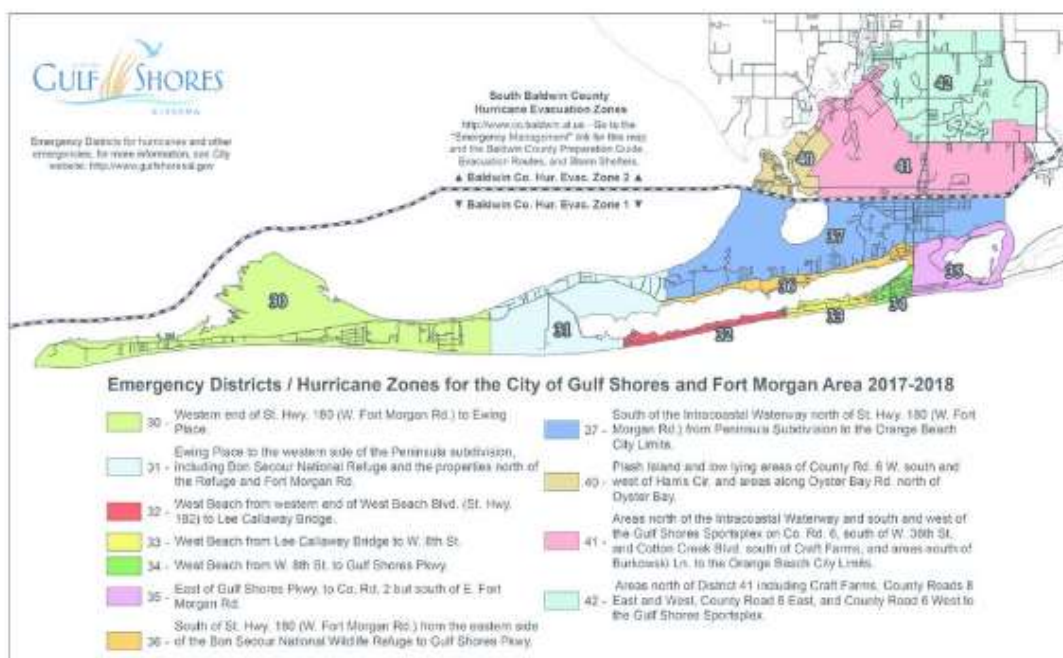 GULF SHORES
ALABAMA
Emergency Districts for hurricanes and other
emergencies, for more information, see City
website: http://www.gulfshoresal.gov
South Baldwin County
Hurricane Evacuation Zones
http://www.co.baldwin.al.us - Go to the
"Emergency Management" link for this map
and the Baldwin County Preparation Guide,
Evacuation Routes, and Storm Shelters.
▲ Baldwin Co. Hur. Evac. Zone 2 ▲
▼ Baldwin Co. Hur. Evac. Zone 1 ▼
42
40
41
37
35
36
34
33
32
31
30
Emergency Districts / Hurricane Zones for the City of Gulf Shores and Fort Morgan Area 2017-2018
30 - Western end of St. Hwy. 180 (W. Fort Morgan Rd.) to Ewing
Place.
Ewing Place to the western side of the Peninsula subdivision,
31 - including Bon Secour National Refuge and the properties north of
the Refuge and Fort Morgan Rd.
32 - West Beach from western end of West Beach Blvd. (St. Hwy.
182) to Lee Callaway Bridge.
33 - West Beach from Lee Callaway Bridge to W. 8th St.
34 - West Beach from W. 8th St. to Gulf Shores Pkwy.
35 - East of Gulf Shores Pkwy. to Co. Rd. 2 but south of E. Fort
Morgan Rd.
36 - South of St. Hwy. 180 (W. Fort Morgan Rd.) from the eastern side
of the Bon Secour National Wildlife Refuge to Gulf Shores Pkwy.
South of the Intracoastal Waterway north of St. Hwy. 180 (W. Fort
37 - Morgan Rd.) from Peninsula Subdivision to the Orange Beach
City Limits.
Plash Island and low lying areas of County Rd. 6 W. south and
40 - west of Harris Cir, and areas along Oyster Bay Rd. north of
Oyster Bay.
Areas north of the Intracoastal Waterway and south and west of
the Gulf Shores Sportsplex on Co. Rd. 6, south of W. 36th St.
41 - and Cotton Creek Blvd. south of Craft Farms, and areas south of
Burkowski Ln. to the Orange Beach City Limits.
Areas north of District 41 including Craft Farms, County Roads 8
42 - East and West, County Road 6 East, and County Road 6 West to
the Gulf Shores Sportsplex.